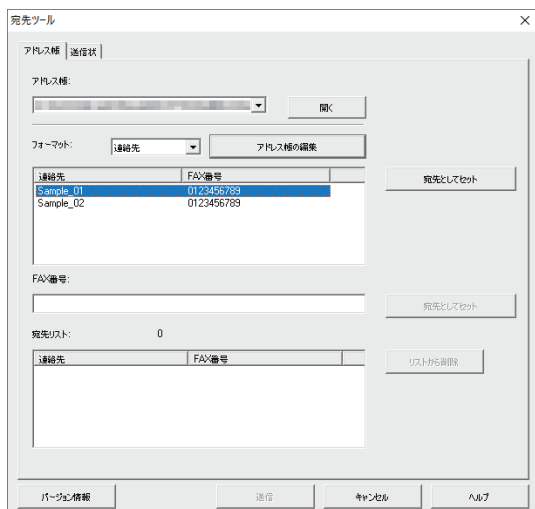 宛先ツール
アドレス帳 送信状
アドレス帳:
開く
フォーマット: 連絡先 アドレス帳の編集
連絡先 FAX番号
宛先としてセット
Sample_01 0123456789
Sample_02 0123456789
FAX番号:
宛先としてセット
宛先リスト: 0
連絡先 FAX番号
リストから削除
バージョン情報 送信 キャンセル ヘルプ